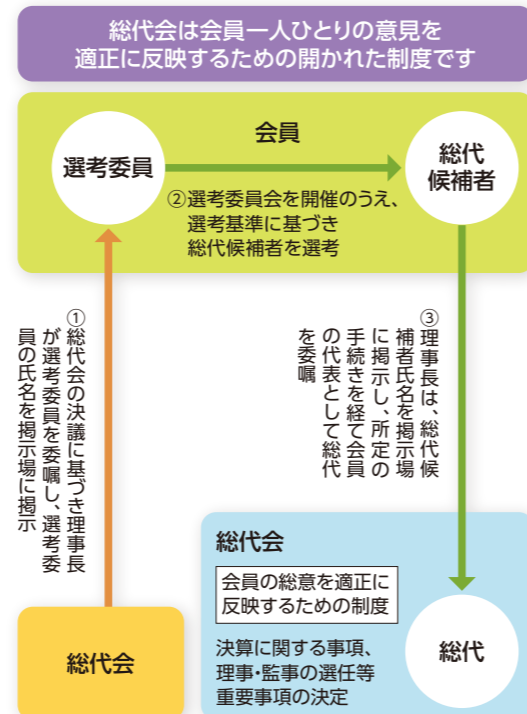 総代会は会員一人ひとりの意見を
適正に反映するための開かれた制度です
会員
選考委員
総代
候補者
②選考委員会を開催のうえ、
選考基準に基づき
総代候補者を選考
①総代会の決議に基づき理事長
が選考委員を委嘱し、選考委
員の氏名を掲示場に掲示
③理事長は、総代候
補者氏名を掲示場
に掲示し、所定の
手続きを経て会員
の代表として総代
を委嘱
総代会
総代会
会員の総意を適正に
反映するための制度
決算に関する事項、
理事・監事の選任等
重要事項の決定
総代